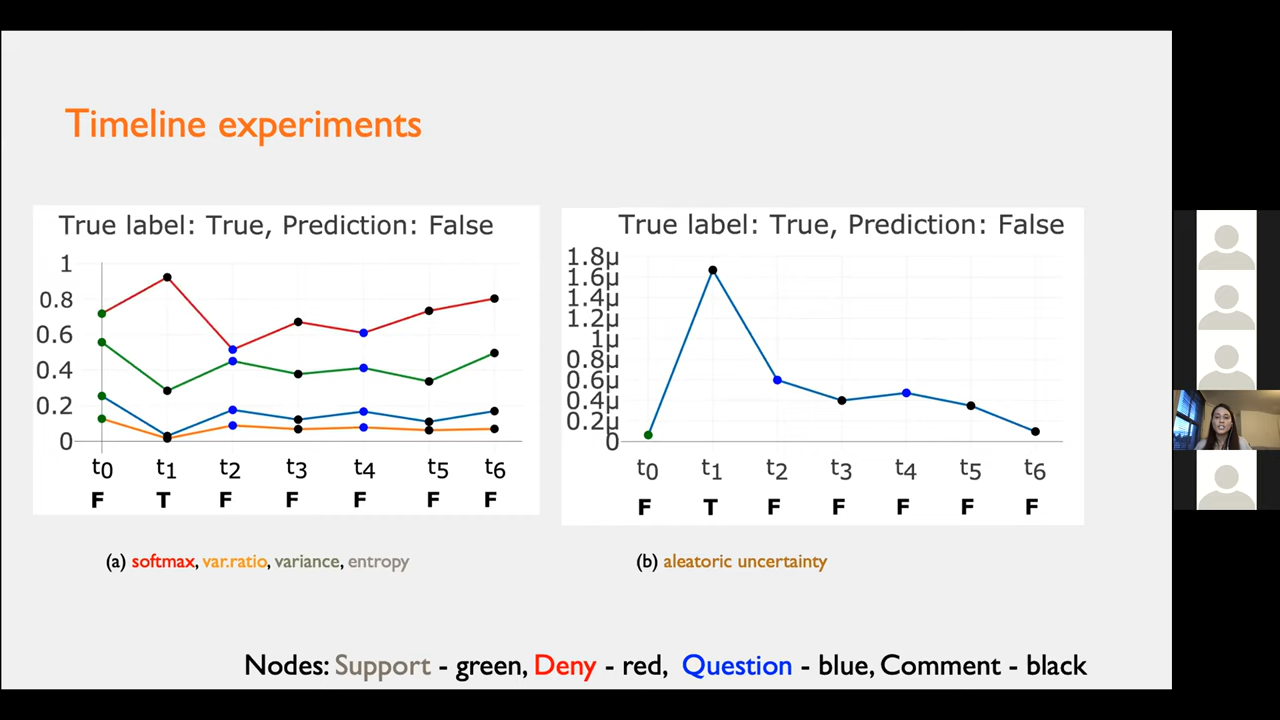 Timeline experiments
True label: True, Prediction: False
1
0.8
0.6
0.4
0.2
0
t0 t1 t2 t3 t4 t5 t6
F T F F F F F
(a) softmax, var.ratio, variance, entropy
True label: True, Prediction: False
1.8µ
1.6µ
1.4µ
1.2µ
1µ
0.8µ
0.6µ
0.4µ
0.2µ
0
t0 t1 t2 t3 t4 t5 t6
F T F F F F F
(b) aleatoric uncertainty
Nodes: Support - green, Deny - red, Question - blue, Comment - black